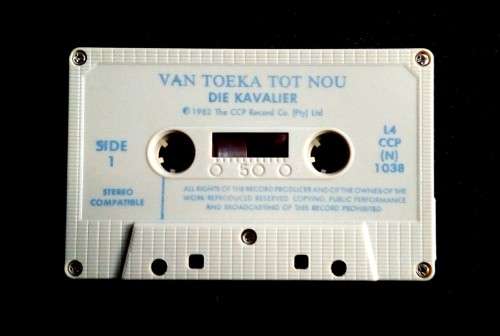 VAN TOEKA TOT NOU
DIE KAVALIER
℗ 1982 The CCP Record Co. (Pty) Ltd
SIDE
1
L4
CCP
(N)
1038
O 50 O
STEREO
COMPATIBLE
ALL RIGHTS OF THE RECORD PRODUCER AND OF THE OWNER OF THE
WORK REPRODUCED RESERVED. COPYING, PUBLIC PERFORMANCE
AND BROADCASTING OF THIS RECORD PROHIBITED.